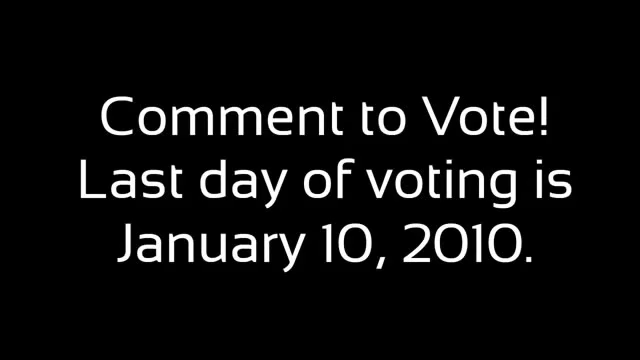 Comment to Vote!
Last day of voting is
January 10, 2010.